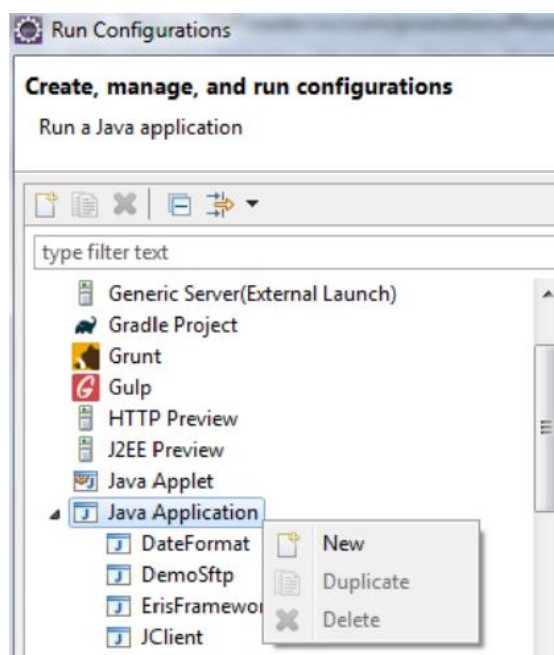 Run Configurations
Create, manage, and run configurations
Run a Java application
type filter text
Generic Server(External Launch)
Gradle Project
Grunt
Gulp
HTTP Preview
J2EE Preview
Java Applet
Java Application
DateFormat
New
DemoSftp
Duplicate
ErisFramewo
Delete
JClient